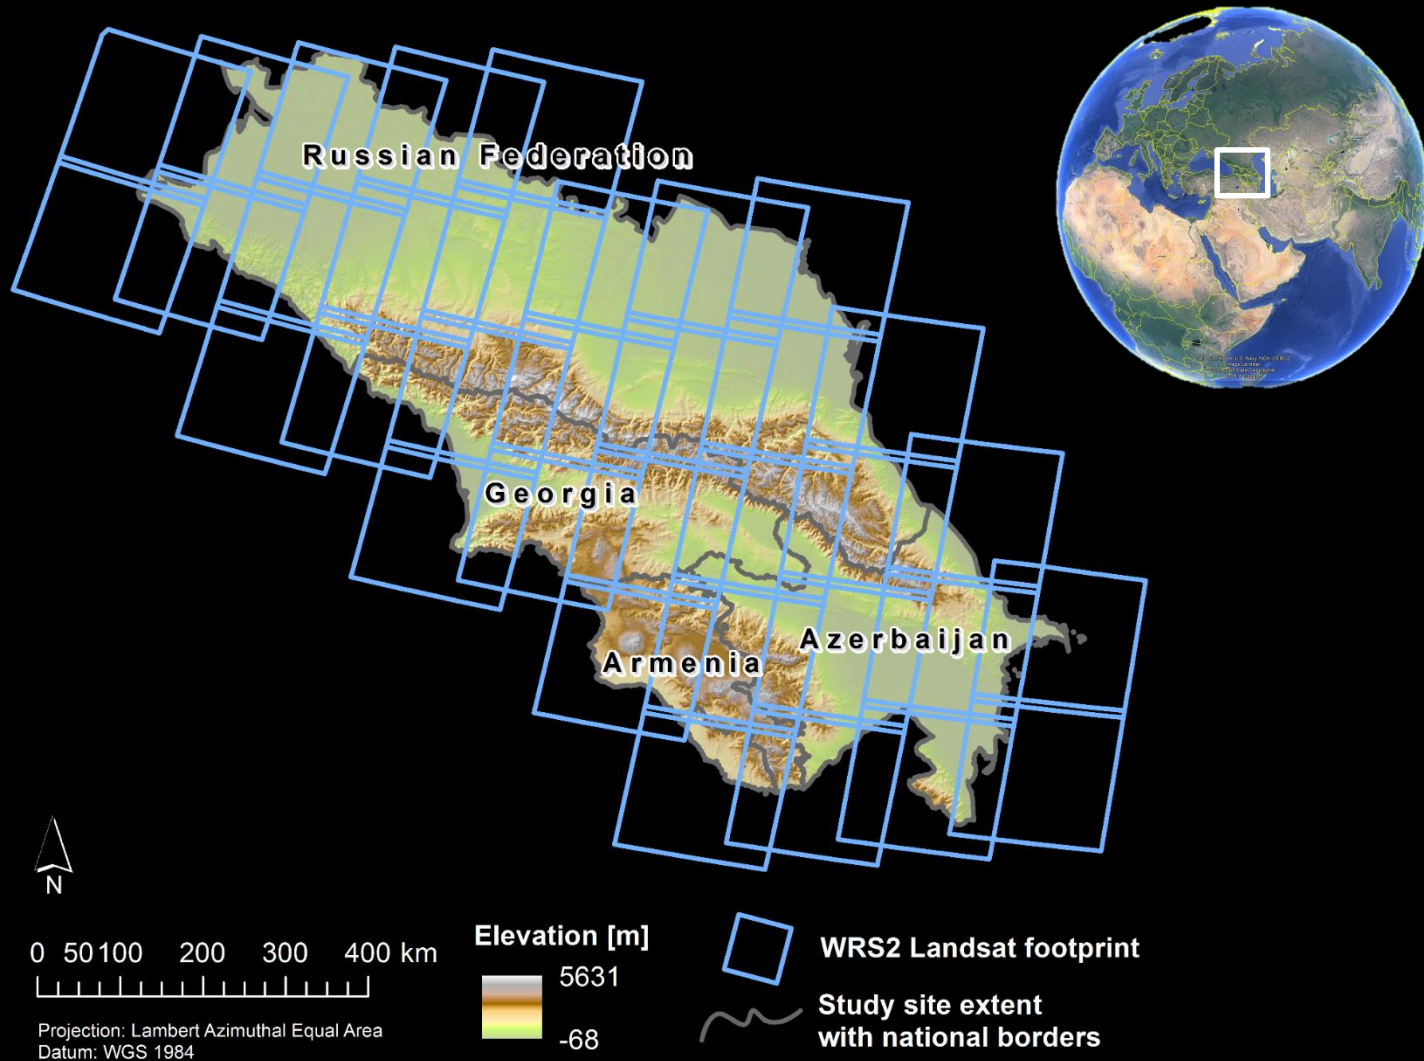 Russian Federation
Georgia
Azerbaijan
Armenia
N
0 50 100 200 300 400 km
Projection: Lambert Azimuthal Equal Area
Datum: WGS 1984
Elevation [m]
5631
-68
WRS2 Landsat footprint
Study site extent
with national borders